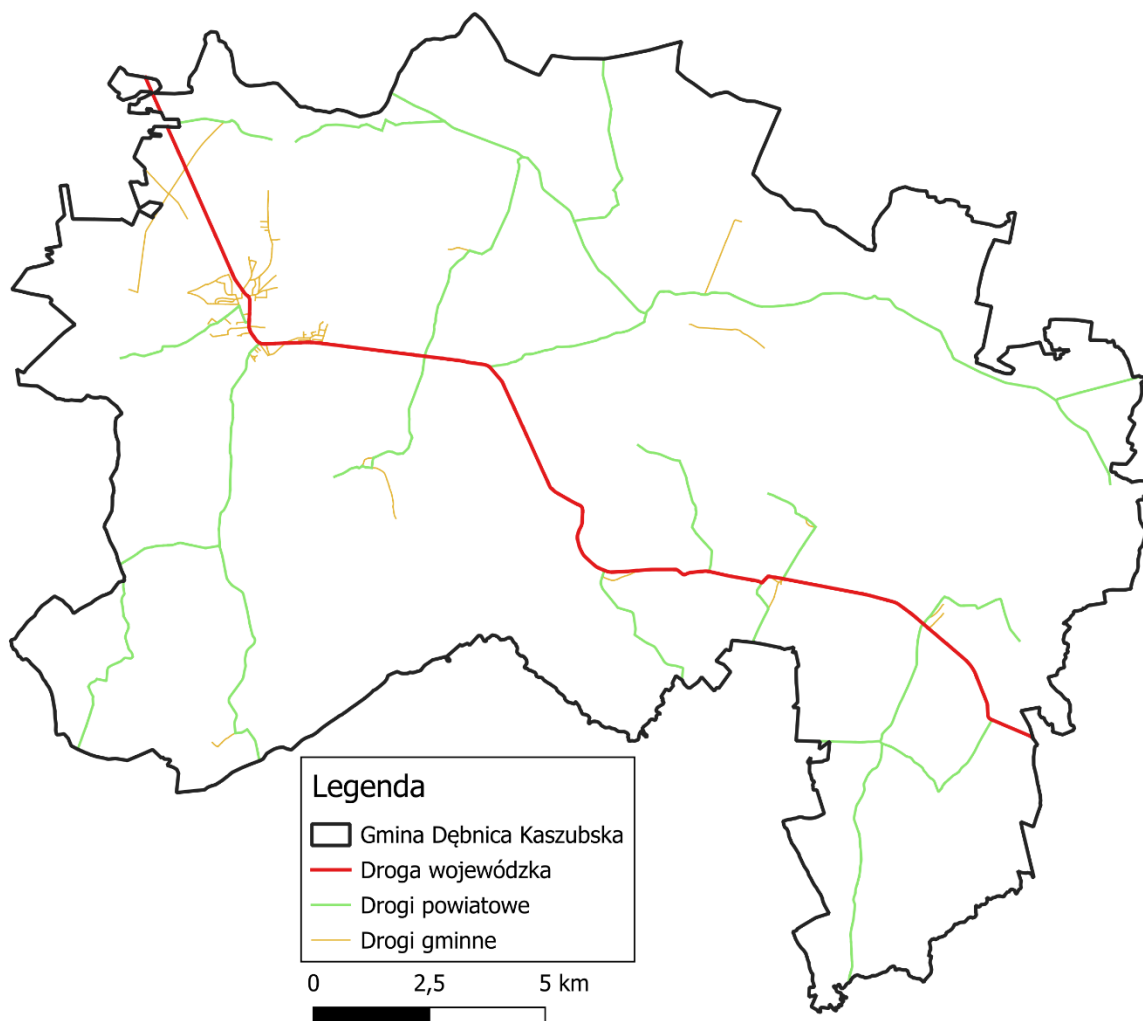 Legenda
Gmina Dębnica Kaszubska
Droga wojewódzka
Drogi powiatowe
Drogi gminne
0 2,5 5 km